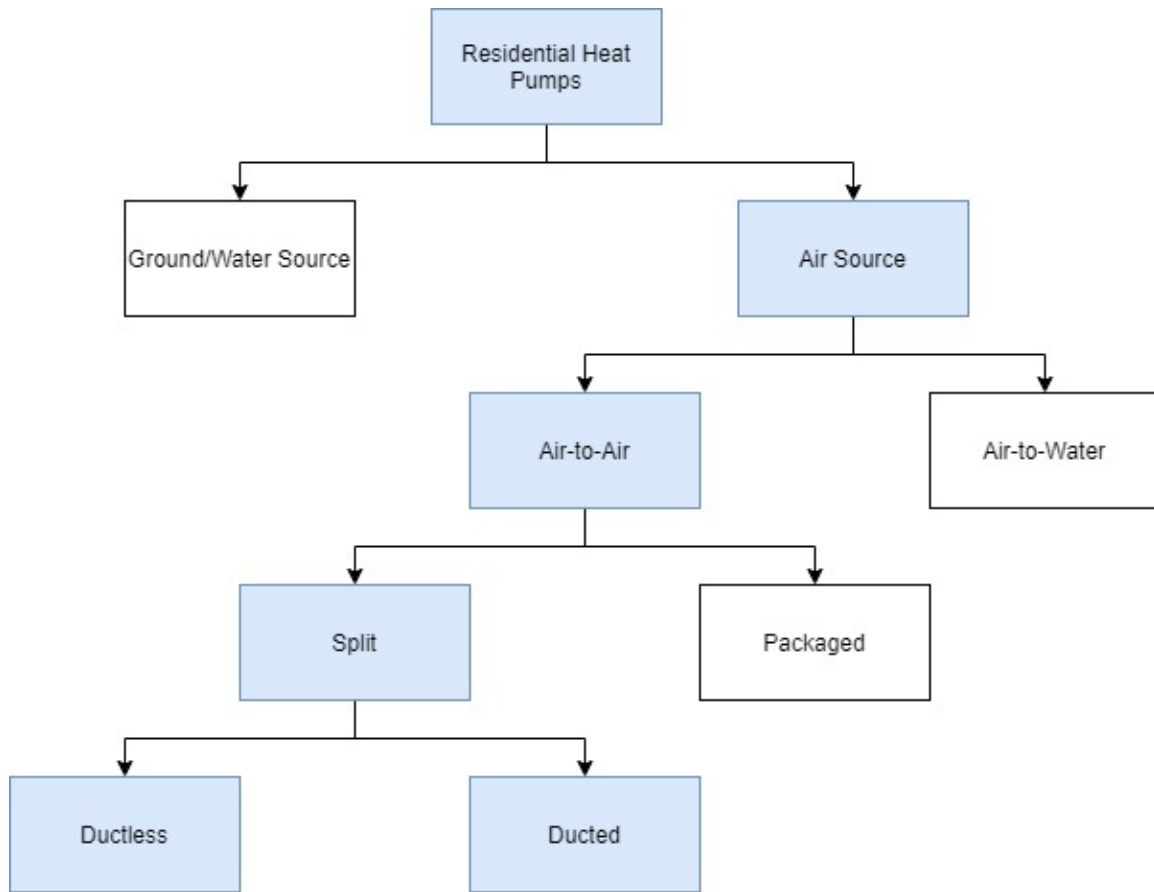 Residential Heat
Pumps
Ground/Water Source
Air Source
Air-to-Air
Air-to-Water
Split
Packaged
Ductless
Ducted